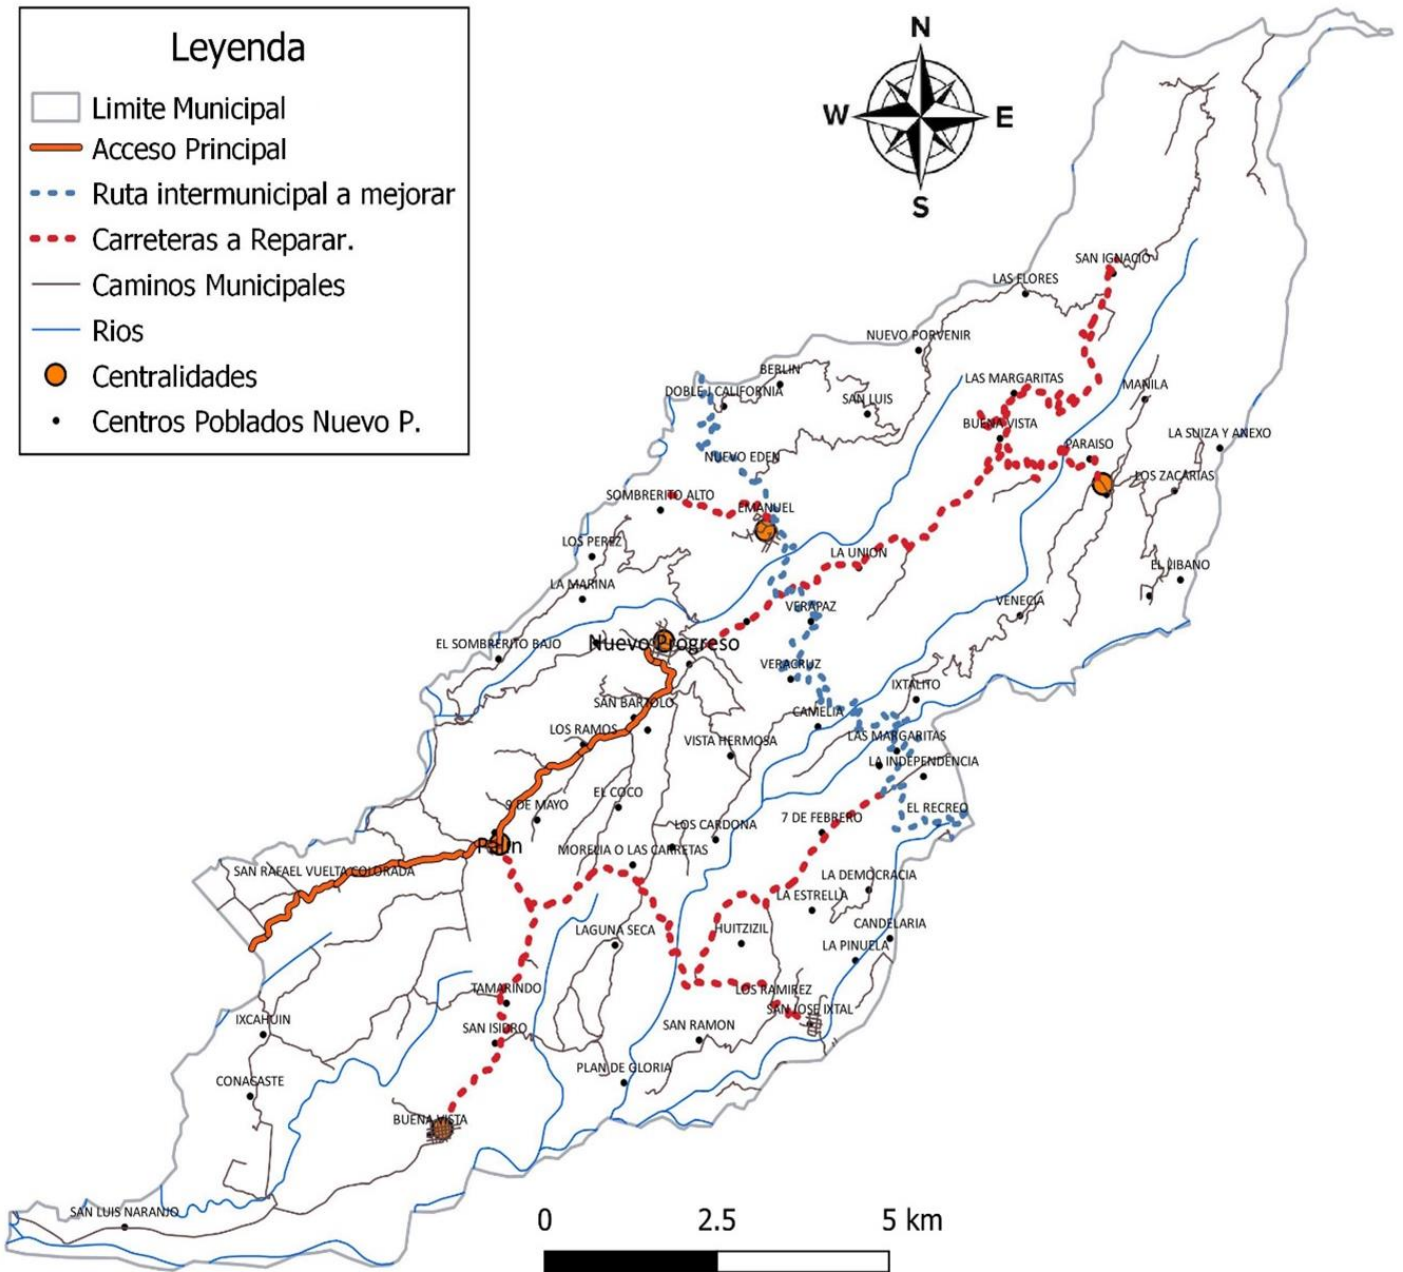 Leyenda
Limite Municipal
Acceso Principal
Ruta intermunicipal a mejorar
Carreteras a Reparar.
Caminos Municipales
Rios
Centralidades
Centros Poblados Nuevo P.
N
W
E
S
SAN IGNACIO
LAS FLORES
NUEVO PORVENIR
BERLIN
LAS MARGARITAS
DOBLE J CALIFORNIA
MANILA
SAN LUIS
BUENA VISTA
LA SUIZA Y ANEXO
PARAISO
NUEVO EDEN
LOS ZACARIAS
SOMBRERITO ALTO
EMANUEL
LOS PEREZ
LA UNION
EL LIBANO
LA MARINA
VENECIA
VERAPAZ
EL SOMBRERITO BAJO
Nuevo Progreso
VERACRUZ
IXTALITO
SAN BARTOLO
CAMELIA
LOS RAMOS
LAS MARGARITAS
VISTA HERMOSA
LA INDEPENDENCIA
EL COCO
9 DE MAYO
EL RECREO
7 DE FEBRERO
LOS CARDONA
Palin
MORELIA O LAS CARRETAS
SAN RAFAEL VUELTA COLORADA
LA DEMOCRACIA
LA ESTRELLA
CANDELARIA
HUITZIZIL
LAGUNA SECA
LA PINUELA
TAMARINDO
LOS RAMIREZ
SAN JOSE IXTAL
IXCAHUIN
SAN ISIDRO
SAN RAMON
PLAN DE GLORIA
CONACASTE
BUENA VISTA
SAN LUIS NARANJO
0 2.5 5 km